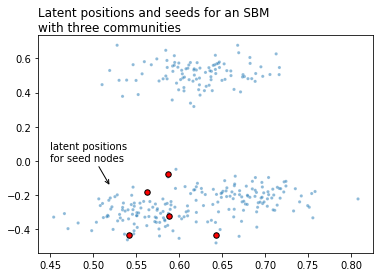 Latent positions and seeds for an SBM
with three communities
0.6
0.4
0.2
latent positions
for seed nodes
0.0
−0.2
−0.4
0.45 0.50 0.55 0.60 0.65 0.70 0.75 0.80